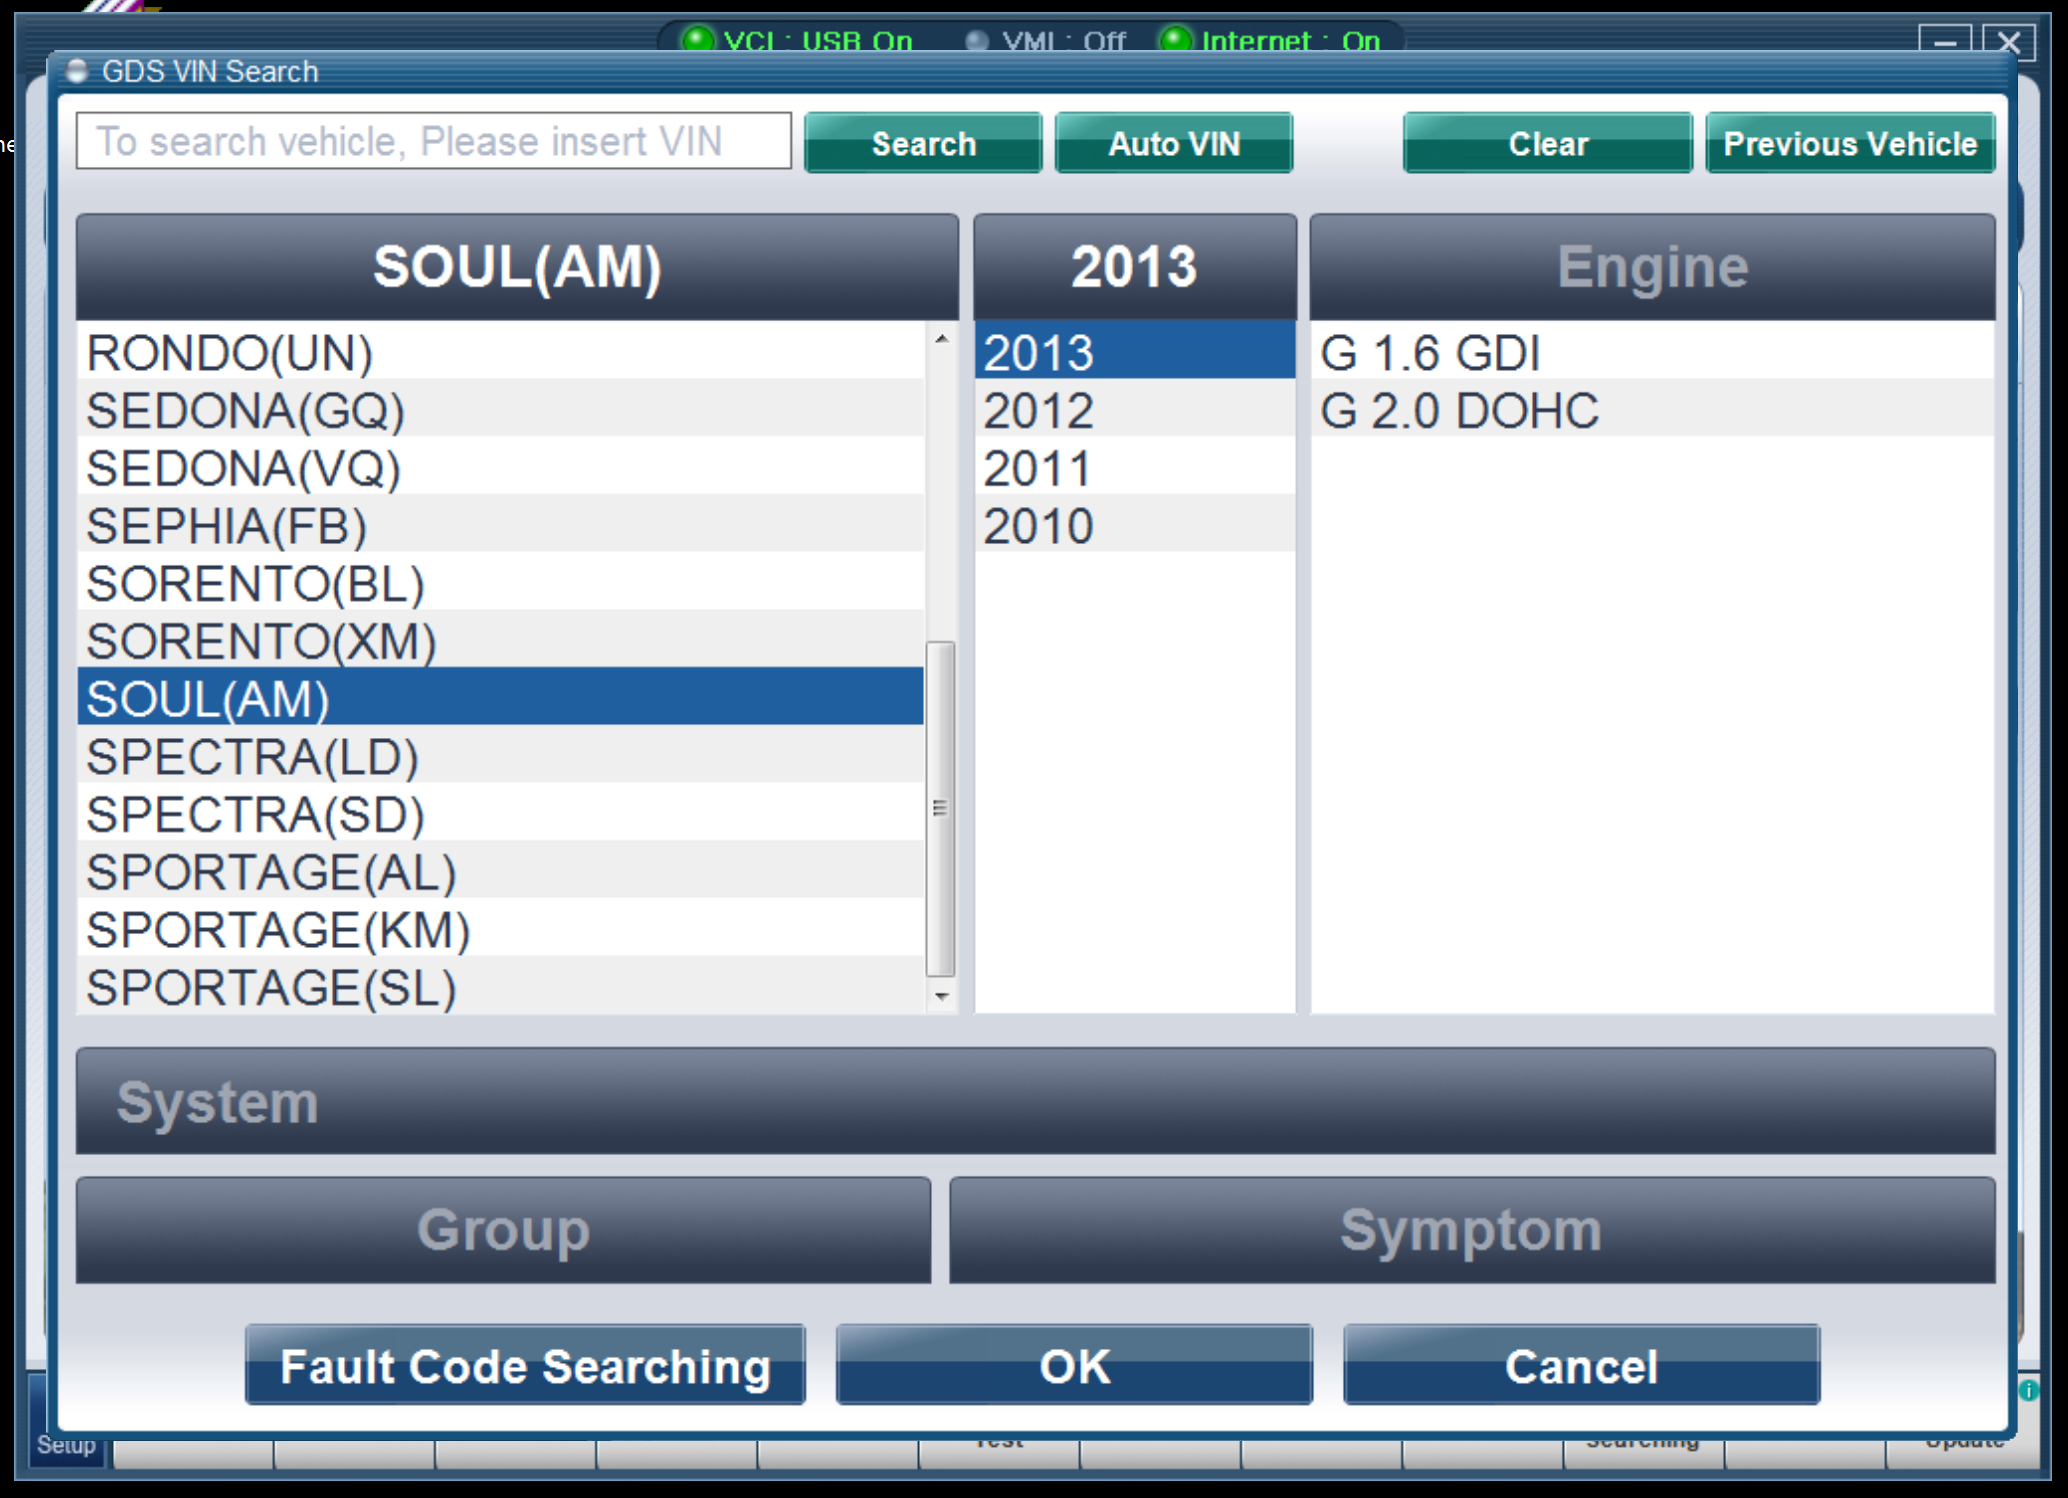 VCI : USB On VMI : Off Internet : On
GDS VIN Search
To search vehicle, Please insert VIN
Search
Auto VIN
Clear
Previous Vehicle
SOUL(AM)
2013
Engine
RONDO(UN)
SEDONA(GQ)
SEDONA(VQ)
SEPHIA(FB)
SORENTO(BL)
SORENTO(XM)
SOUL(AM)
SPECTRA(LD)
SPECTRA(SD)
SPORTAGE(AL)
SPORTAGE(KM)
SPORTAGE(SL)
2013
2012
2011
2010
G 1.6 GDI
G 2.0 DOHC
System
Group
Symptom
Fault Code Searching
OK
Cancel
Setup
Test
Searching
Update